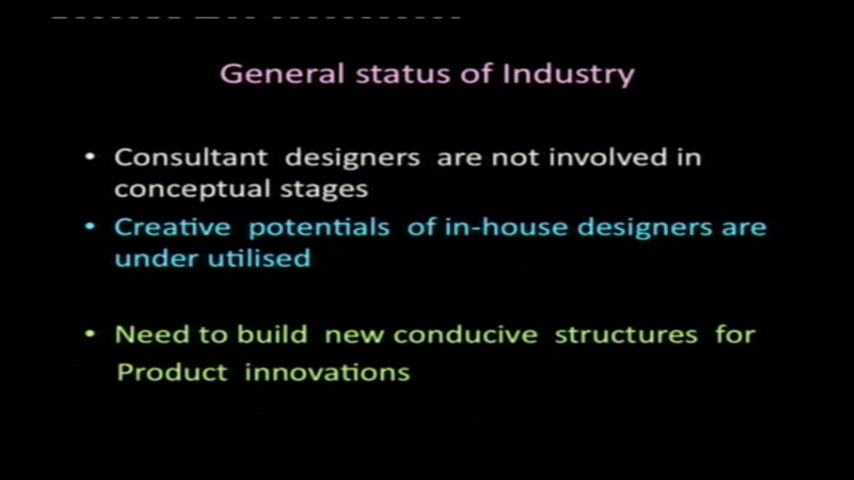 General status of Industry
• Consultant designers are not involved in
conceptual stages
• Creative potentials of in-house designers are
under utilised
• Need to build new conducive structures for
Product innovations